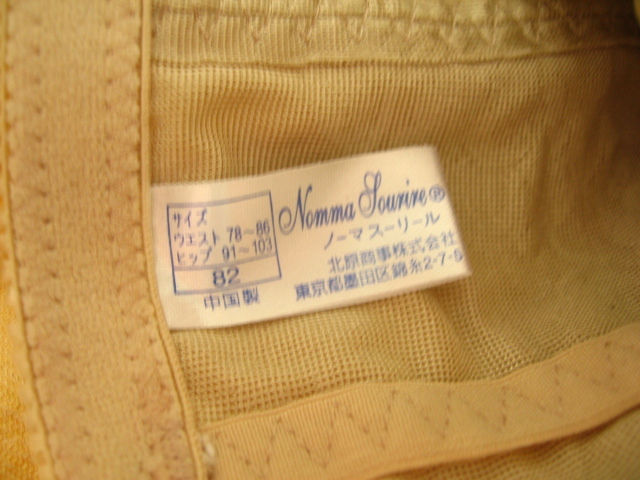 サイズ
ウエスト 78～86
ヒップ 91～103
82
中国製
Nomma Sourire®
ノーマ スーリール
北原商事株式会社
東京都墨田区錦糸2-7-5